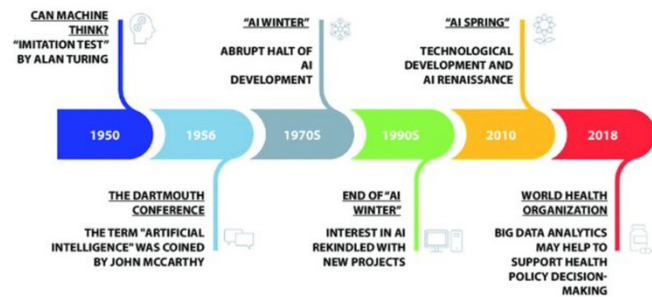 CAN MACHINE
THINK?
"IMITATION TEST"
BY ALAN TURING
"AI WINTER"
ABRUPT HALT OF
AI
DEVELOPMENT
"AI SPRING"
TECHNOLOGICAL
DEVELOPMENT AND
AI RENAISSANCE
1950
1956
1970S
1990S
2010
2018
THE DARTMOUTH
CONFERENCE
THE TERM "ARTIFICIAL
INTELLIGENCE" WAS COINED
BY JOHN MCCARTHY
END OF "AI
WINTER"
INTEREST IN AI
REKINDLED WITH
NEW PROJECTS
WORLD HEALTH
ORGANIZATION
BIG DATA ANALYTICS
MAY HELP TO
SUPPORT HEALTH
POLICY DECISION-
MAKING